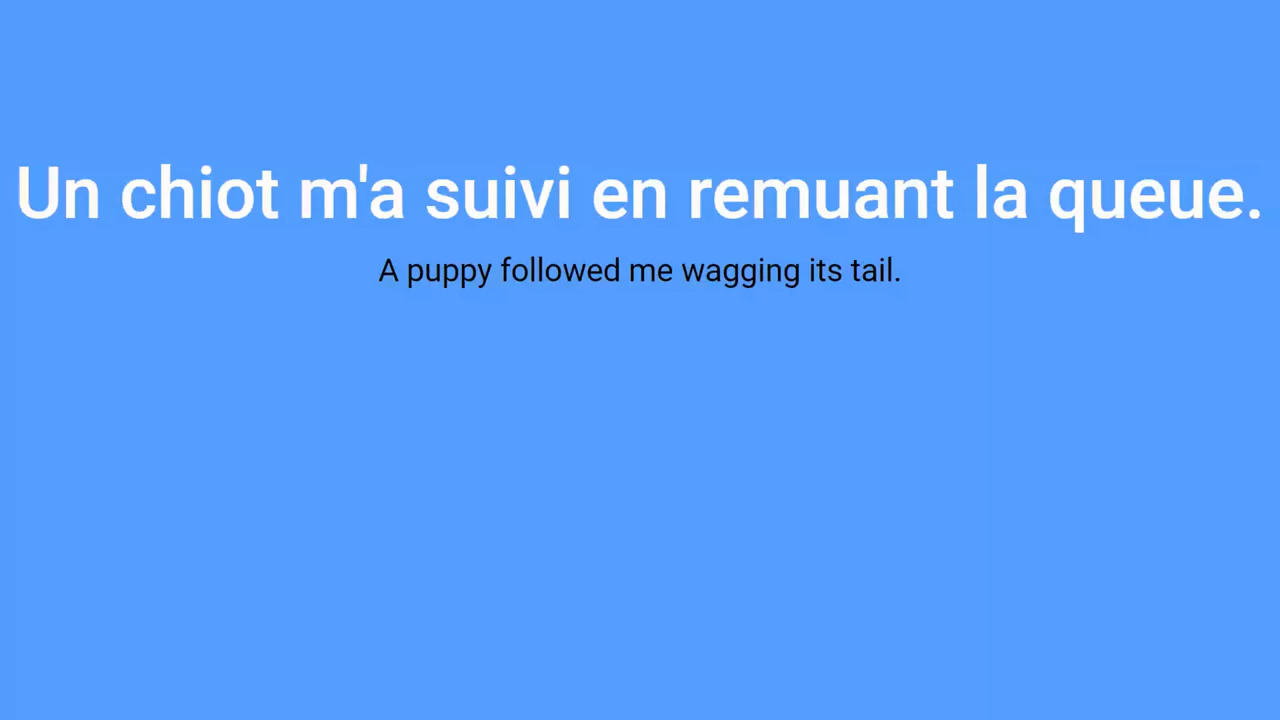 Un chiot m'a suivi en remuant la queue.
A puppy followed me wagging its tail.